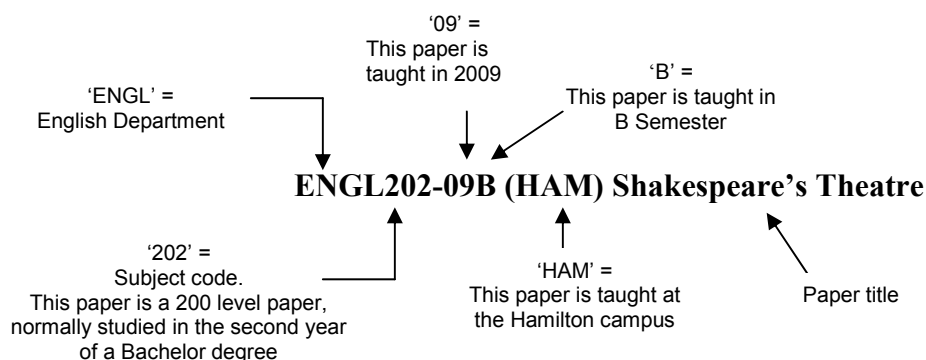 ‘09’ =
This paper is
taught in 2009
‘ENGL’ =
English Department
‘B’ =
This paper is taught in
B Semester
ENGL202-09B (HAM) Shakespeare’s Theatre
‘202’ =
Subject code.
This paper is a 200 level paper,
normally studied in the second year
of a Bachelor degree
‘HAM’ =
This paper is taught at
the Hamilton campus
Paper title